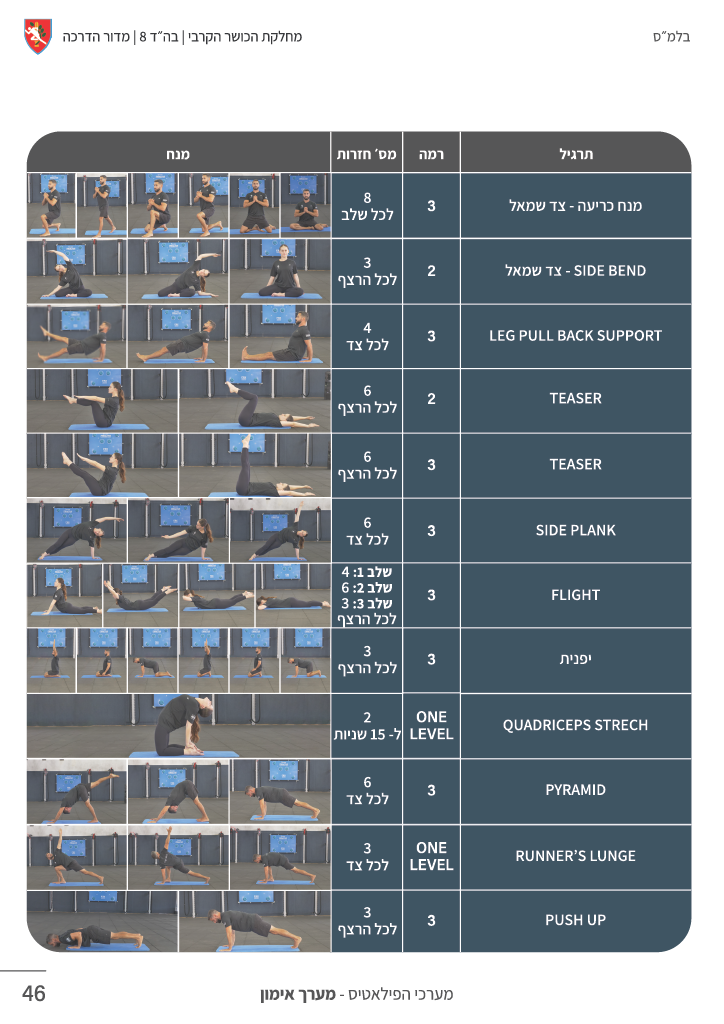 בלמ״ס
מחלקת הכושר הקרבי | בה״ד 8 | מדור הדרכה
תרגיל
רמה
מס׳ חזרות
מנח
מנח כריעה - צד שמאל
3
8
לכל שלב
SIDE BEND - צד שמאל
2
3
לכל הרצף
LEG PULL BACK SUPPORT
3
4
לכל צד
TEASER
2
6
לכל הרצף
TEASER
3
6
לכל הרצף
SIDE PLANK
3
6
לכל צד
FLIGHT
3
שלב 1: 4
שלב 2: 6
שלב 3: 3
לכל הרצף
יפנית
3
3
לכל הרצף
QUADRICEPS STRECH
ONE
LEVEL
2
ל- 15 שניות
PYRAMID
3
6
לכל צד
RUNNER’S LUNGE
ONE
LEVEL
3
לכל צד
PUSH UP
3
3
לכל הרצף
מערכי הפילאטיס - מערך אימון
46